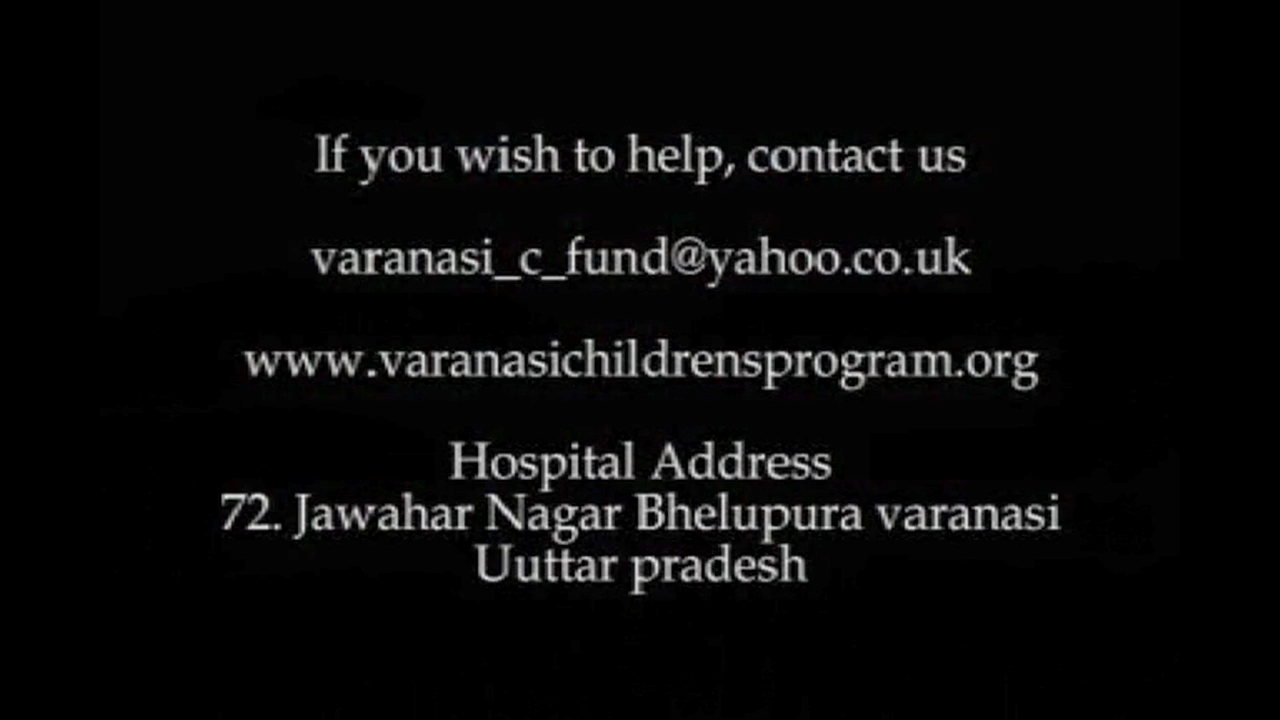 If you wish to help, contact us
varanasi_c_fund@yahoo.co.uk
www.varanasichildrensprogram.org
Hospital Address
72. Jawahar Nagar Bhelupura varanasi
Uuttar pradesh